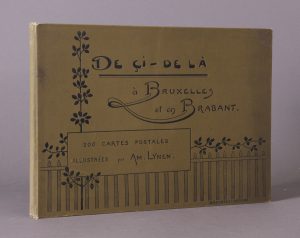 DE ÇI-DE LÀ
à BRUXELLES
et en BRABANT.
200 CARTES POSTALES
ILLUSTRÉES par AM. LYNEN.